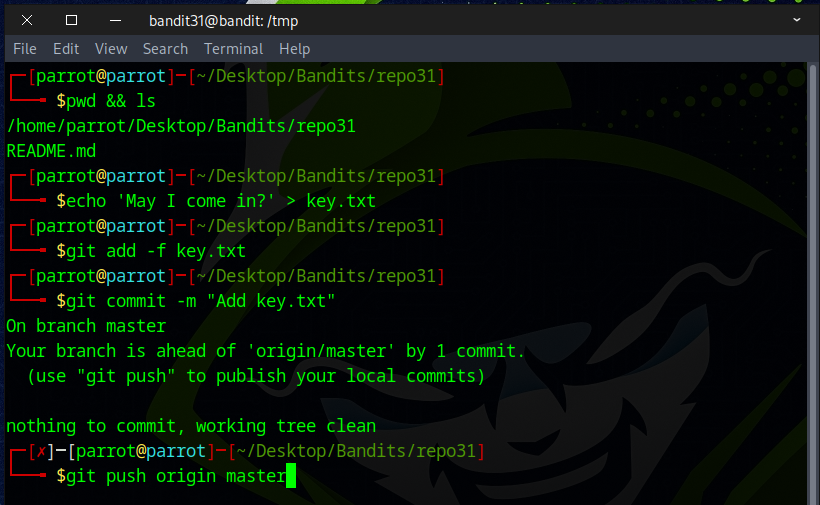 bandit31@bandit: /tmp
File Edit View Search Terminal Help
┌─[parrot@parrot]─[~/Desktop/Bandits/repo31]
└──╼ $pwd && ls
/home/parrot/Desktop/Bandits/repo31
README.md
┌─[parrot@parrot]─[~/Desktop/Bandits/repo31]
└──╼ $echo 'May I come in?' > key.txt
┌─[parrot@parrot]─[~/Desktop/Bandits/repo31]
└──╼ $git add -f key.txt
┌─[parrot@parrot]─[~/Desktop/Bandits/repo31]
└──╼ $git commit -m "Add key.txt"
On branch master
Your branch is ahead of 'origin/master' by 1 commit.
  (use "git push" to publish your local commits)

nothing to commit, working tree clean
┌─[✗]─[parrot@parrot]─[~/Desktop/Bandits/repo31]
└──╼ $git push origin master